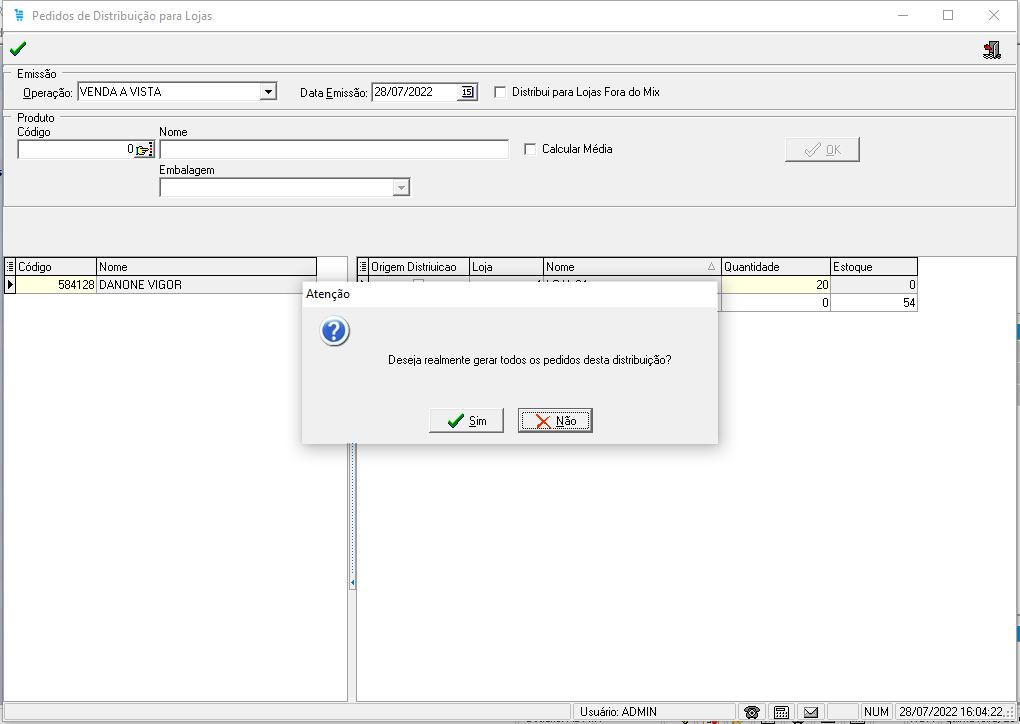 Pedidos de Distribuição para Lojas
Emissão
Operação: VENDA A VISTA Data Emissão: 28/07/2022 15 Distribui para Lojas Fora do Mix
Produto
Código Nome
0 Calcular Média OK
Embalagem
Código Nome Origem Distriuicao Loja Nome Quantidade Estoque
584128 DANONE VIGOR 20 0
0 54
Atenção
Deseja realmente gerar todos os pedidos desta distribuição?
Sim Não
Usuário: ADMIN NUM 28/07/2022 16:04:22